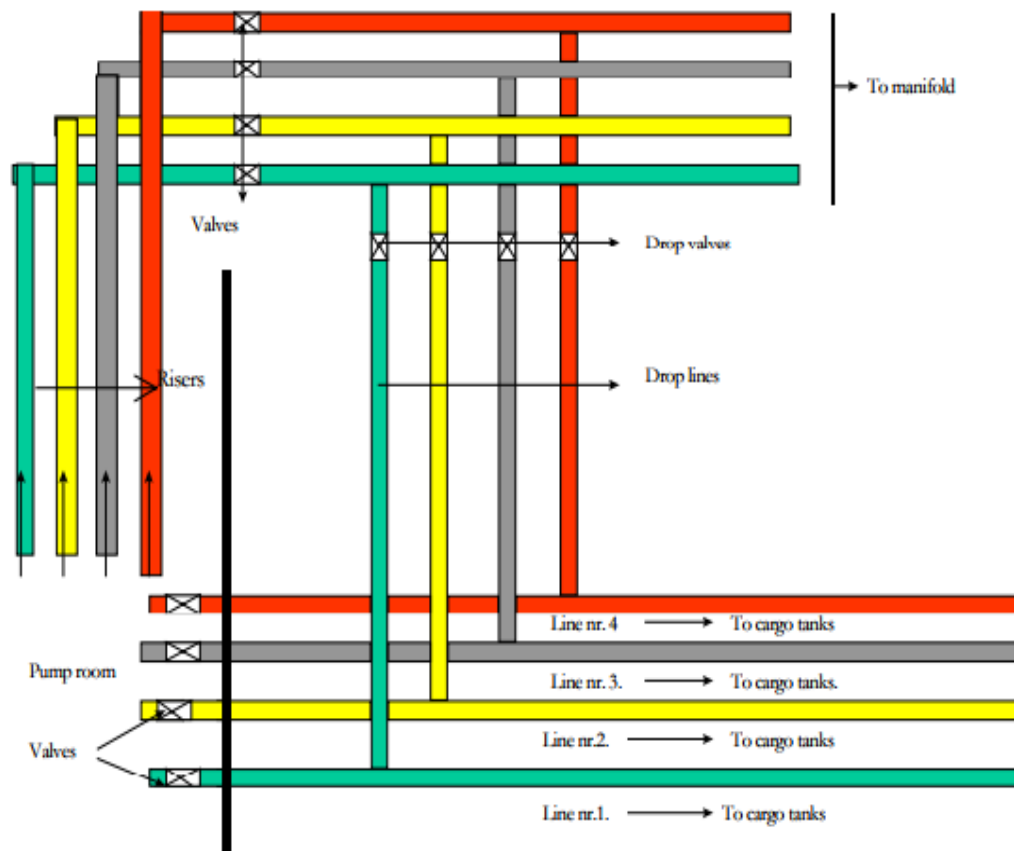 To manifold
Valves
Drop valves
Risers
Drop lines
Line nr. 4
To cargo tanks
Pump room
Line nr. 3.
To cargo tanks.
Line nr.2.
To cargo tanks
Valves
Line nr.1.
To cargo tanks